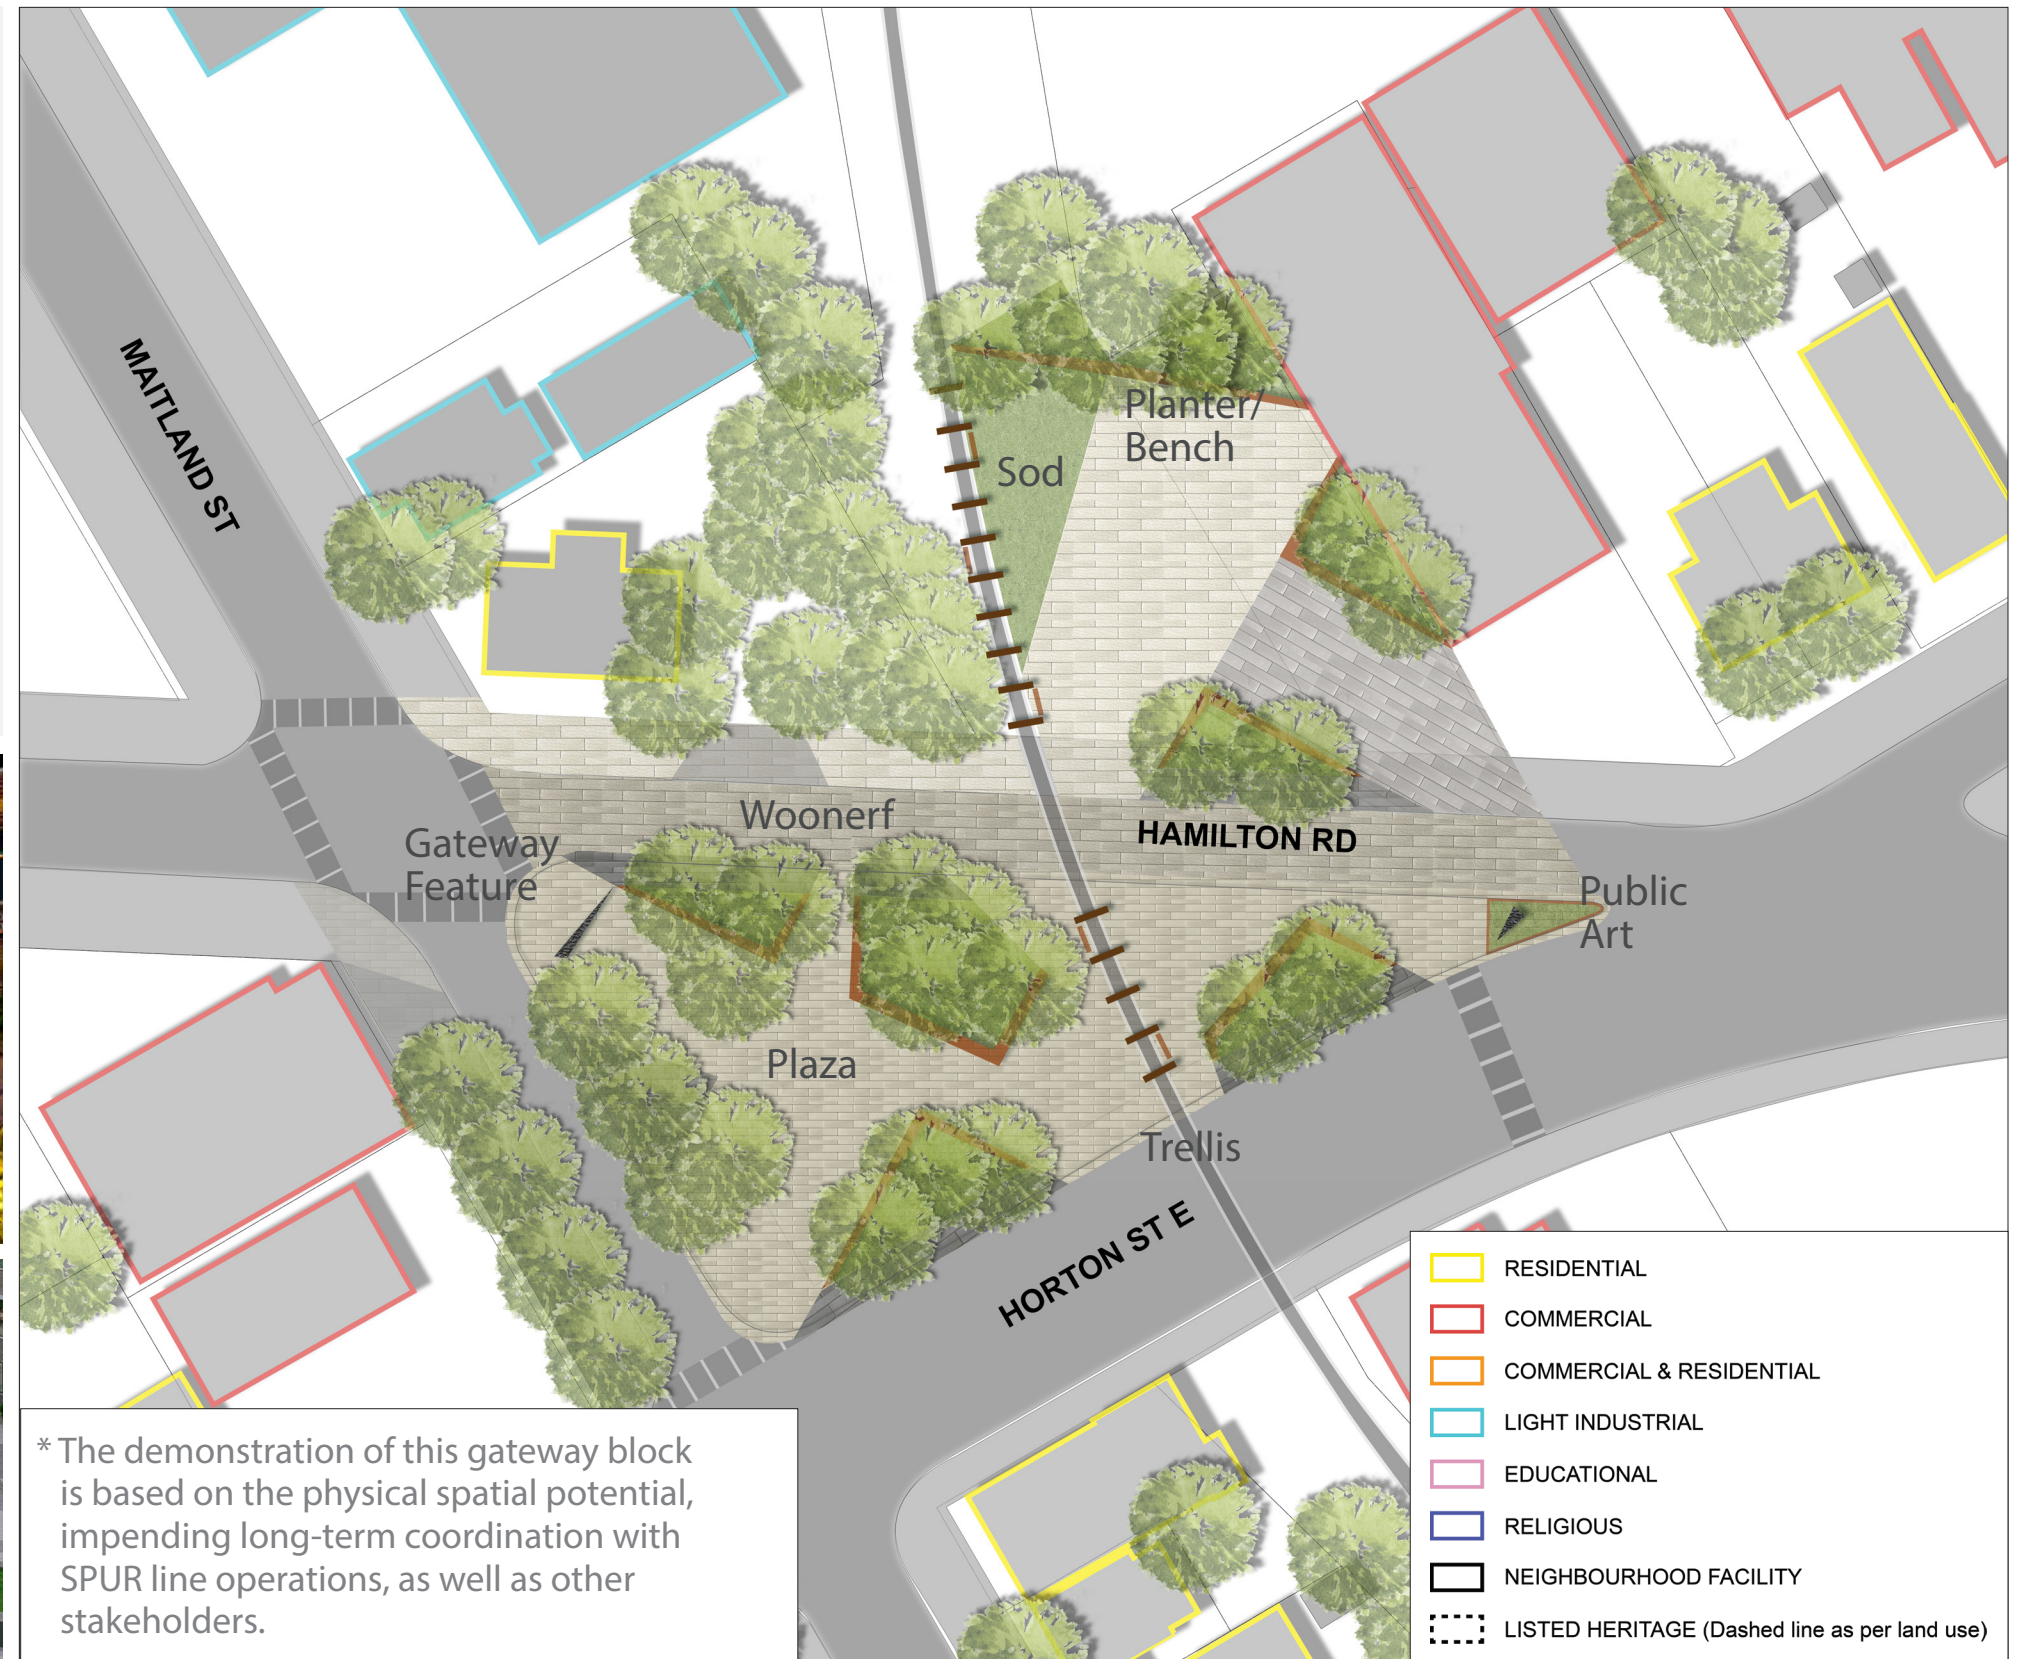 MAITLAND ST
Planter/
Bench
Sod
Woonerf
HAMILTON RD
Gateway
Feature
Public
Art
Plaza
Trellis
HORTON ST E
RESIDENTIAL
COMMERCIAL
COMMERCIAL & RESIDENTIAL
LIGHT INDUSTRIAL
EDUCATIONAL
RELIGIOUS
NEIGHBOURHOOD FACILITY
LISTED HERITAGE (Dashed line as per land use)
* The demonstration of this gateway block
is based on the physical spatial potential,
impending long-term coordination with
SPUR line operations, as well as other
stakeholders.